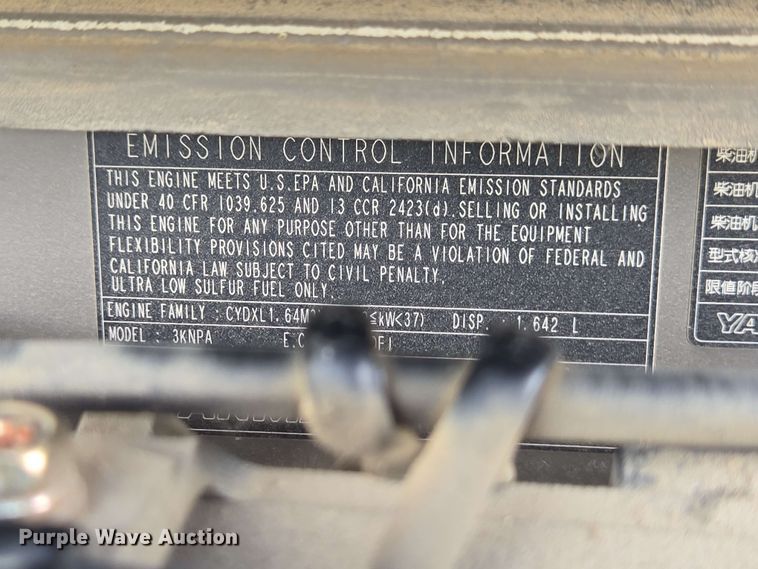 EMISSION CONTROL INFORMATION
THIS ENGINE MEETS U.S.EPA AND CALIFORNIA EMISSION STANDARDS
UNDER 40 CFR 1039.625 AND 13 CCR 2423(d).SELLING OR INSTALLING
THIS ENGINE FOR ANY PURPOSE OTHER THAN FOR THE EQUIPMENT
FLEXIBILITY PROVISIONS CITED MAY BE A VIOLATION OF FEDERAL AND
CALIFORNIA LAW SUBJECT TO CIVIL PENALTY.
ULTRA LOW SULFUR FUEL ONLY.
ENGINE FAMILY : CYDXL1.64M ≤kW<37) DISP. 1.642 L
MODEL : 3KNPA E.C
柴油机
柴油机
柴油机
型式核
限值阶段
YA
Purple Wave Auction